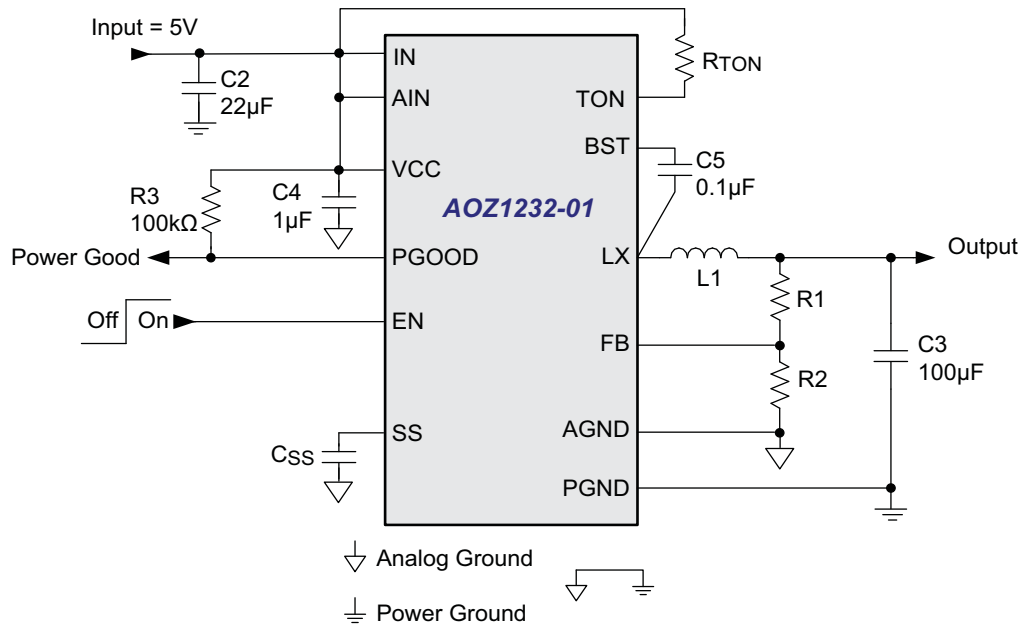 Input = 5V
C2
22µF
IN
AIN
RTON
TON
BST
C5
0.1µF
VCC
R3
100kΩ
C4
1µF
AOZ1232-01
Power Good
PGOOD
LX
L1
Output
Off
On
EN
R1
FB
C3
100µF
R2
SS
CSS
AGND
PGND
Analog Ground
Power Ground